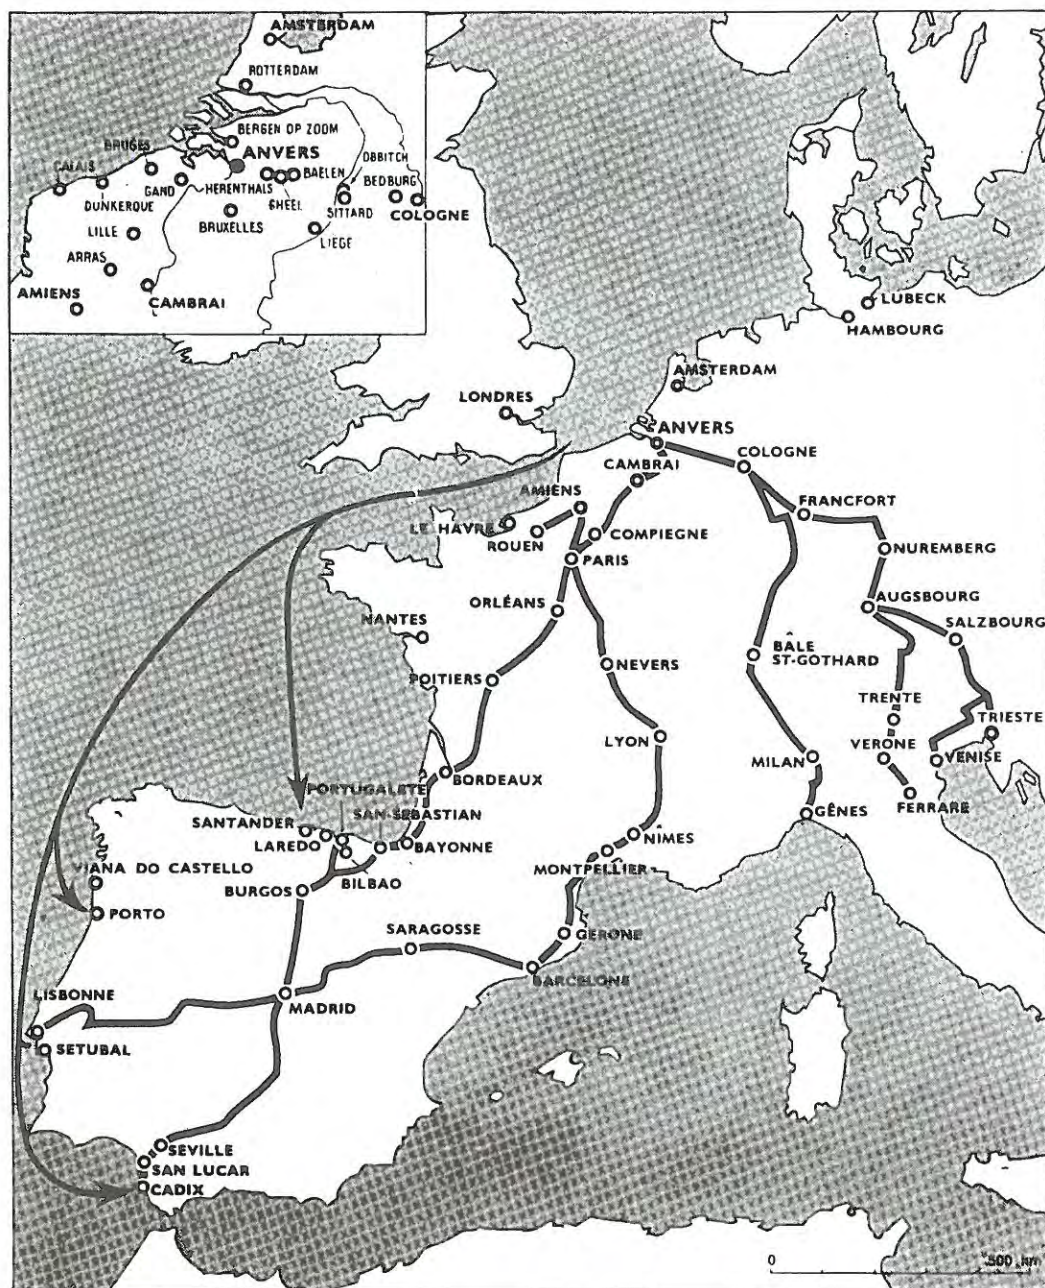 AMSTERDAM
ROTTERDAM
BERGEN OP ZOOM
BRUGES
ANVERS
OBBITCH
CALAIS
GAND
HERENTHALS
BAELEN
BEDBURG
DUNKERQUE
GHEEL
SITTARD
COLOGNE
BRUXELLES
LILLE
LIEGE
ARRAS
AMIENS
CAMBRAI
LUBECK
HAMBOURG
AMSTERDAM
LONDRES
ANVERS
COLOGNE
CAMBRAI
AMIENS
FRANCFORT
LE HAVRE
ROUEN
COMPIEGNE
NUREMBERG
PARIS
ORLÉANS
AUGSBOURG
NANTES
SALZBOURG
BÂLE
ST-GOTHARD
NEVERS
POITIERS
TRENTE
TRIESTE
LYON
VERONE
MILAN
VENISE
BORDEAUX
PORTUGALETE
FERRARE
SAN-SEBASTIAN
GÊNES
SANTANDER
NÎMES
LAREDO
BAYONNE
MONTPELLIER
VIANA DO CASTELLO
BILBAO
BURGOS
PORTO
SARAGOSSE
GERONE
BARCELONE
LISBONNE
MADRID
SETUBAL
SEVILLE
SAN LUCAR
CADIX
0 500 km